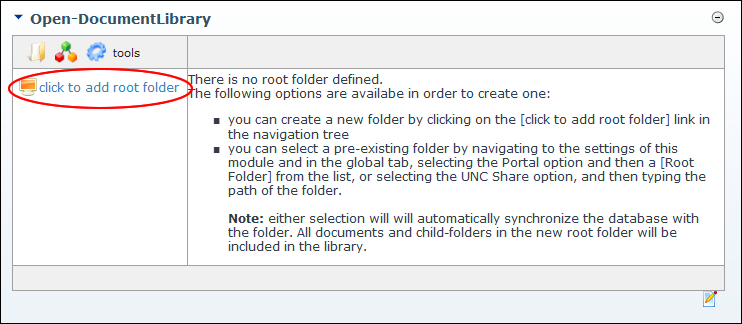 Open-DocumentLibrary
tools
click to add root folder
There is no root folder defined.
The following options are availabe in order to create one:
▪ you can create a new folder by clicking on the [click to add root folder] link in
the navigation tree
▪ you can select a pre-existing folder by navigating to the settings of this
module and in the global tab, selecting the Portal option and then a [Root
Folder] from the list, or selecting the UNC Share option, and then typing the
path of the folder.
Note: either selection will will automatically synchronize the database with
the folder. All documents and child-folders in the new root folder will be
included in the library.